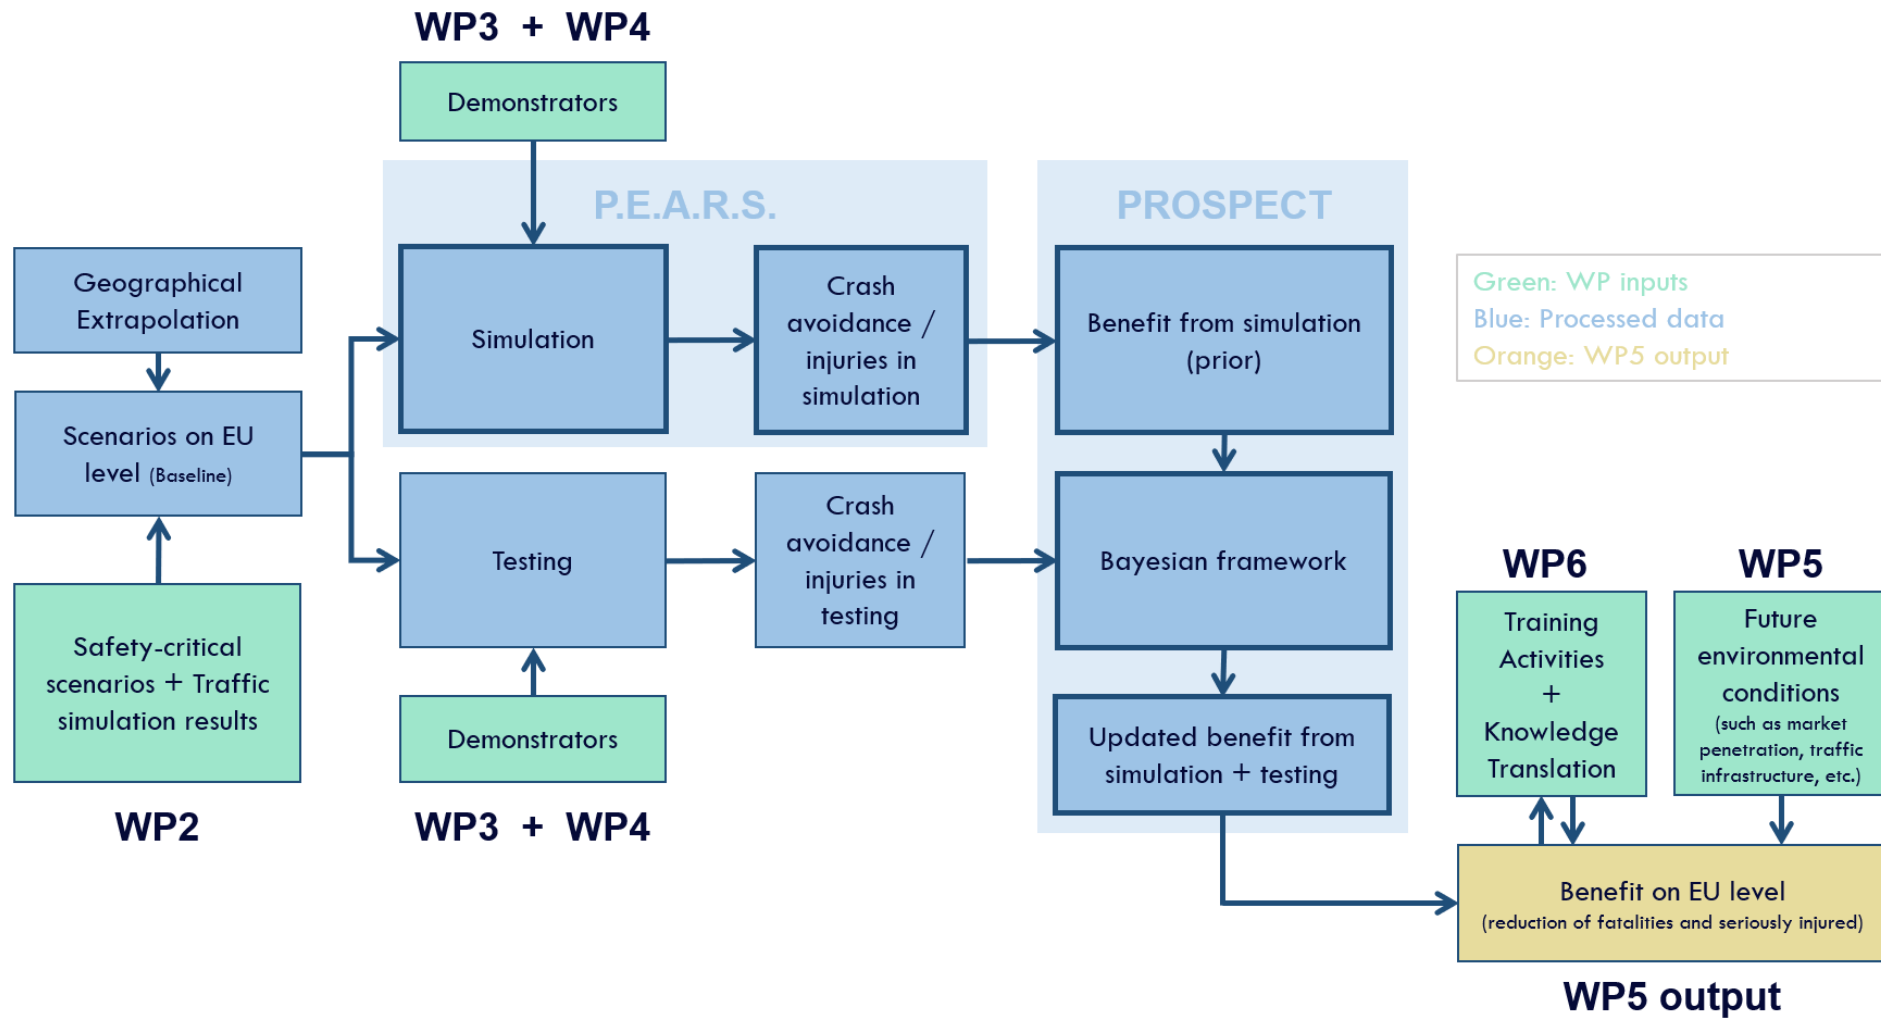 WP3 + WP4
Demonstrators
P.E.A.R.S.
PROSPECT
Geographical
Extrapolation
Scenarios on EU
level (Baseline)
Safety-critical
scenarios + Traffic
simulation results
WP2
Simulation
Crash
avoidance /
injuries in
simulation
Benefit from simulation
(prior)
Testing
Crash
avoidance /
injuries in
testing
Bayesian framework
Demonstrators
WP3 + WP4
Updated benefit from
simulation + testing
Green: WP inputs
Blue: Processed data
Orange: WP5 output
WP6
Training
Activities
+
Knowledge
Translation
WP5
Future
environmental
conditions
(such as market
penetration, traffic
infrastructure, etc.)
Benefit on EU level
(reduction of fatalities and seriously injured)
WP5 output